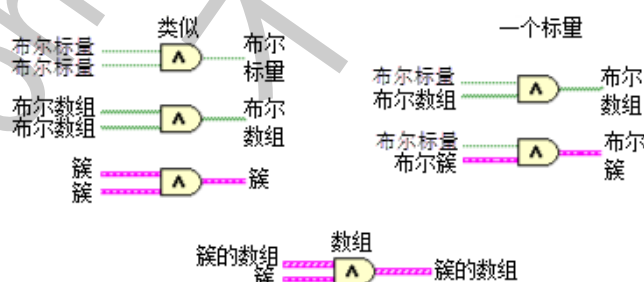 类似
布尔标量
布尔标量
布尔
标量
布尔数组
布尔数组
布尔
数组
簇
簇
簇
一个标量
布尔标量
布尔数组
布尔
数组
布尔标量
布尔簇
布尔
簇
数组
簇的数组
簇
簇的数组